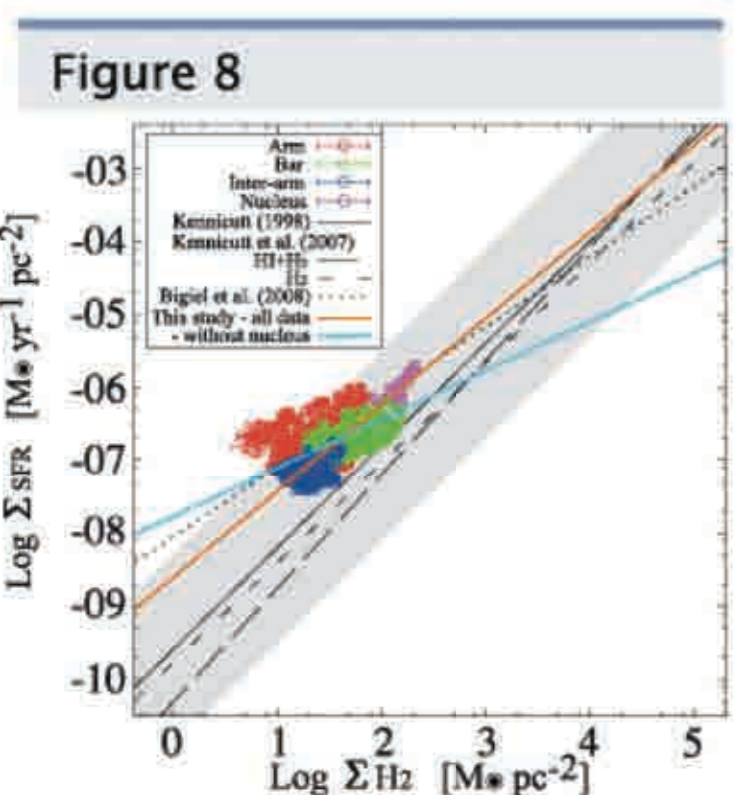 Figure 8
Arm
Bar
Inter-arm
Nucleus
Kennicutt (1998)
Kennicutt et al. (2007)
HI+H2
H2
Bigiel et al. (2008)
This study - all data
- without nucleus
Log ΣSFR [M● yr-1 pc-2]
-03
-04
-05
-06
-07
-08
-09
-10
0 1 2 3 4 5
Log ΣH2 [M● pc-2]